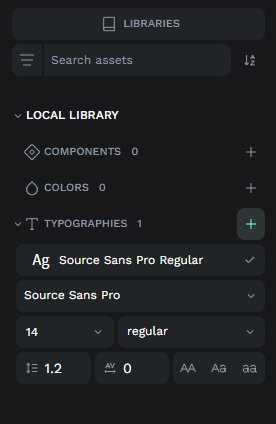 LIBRARIES
Search assets
LOCAL LIBRARY
COMPONENTS 0
COLORS 0
TYPOGRAPHIES 1
Ag Source Sans Pro Regular
Source Sans Pro
14 regular
1.2 AV 0 AA Aa aa